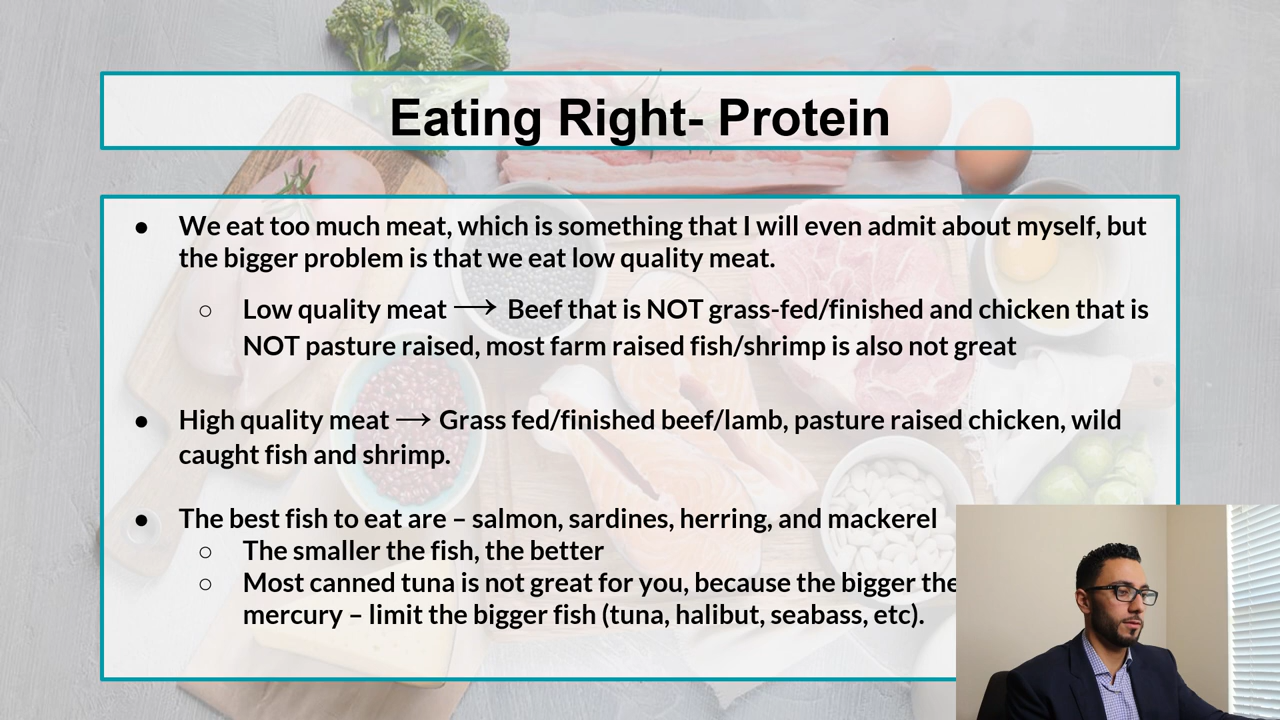 Eating Right- Protein
● We eat too much meat, which is something that I will even admit about myself, but
the bigger problem is that we eat low quality meat.
○ Low quality meat ⟶ Beef that is NOT grass-fed/finished and chicken that is
NOT pasture raised, most farm raised fish/shrimp is also not great
● High quality meat ⟶ Grass fed/finished beef/lamb, pasture raised chicken, wild
caught fish and shrimp.
● The best fish to eat are – salmon, sardines, herring, and mackerel
○ The smaller the fish, the better
○ Most canned tuna is not great for you, because the bigger the
mercury – limit the bigger fish (tuna, halibut, seabass, etc).